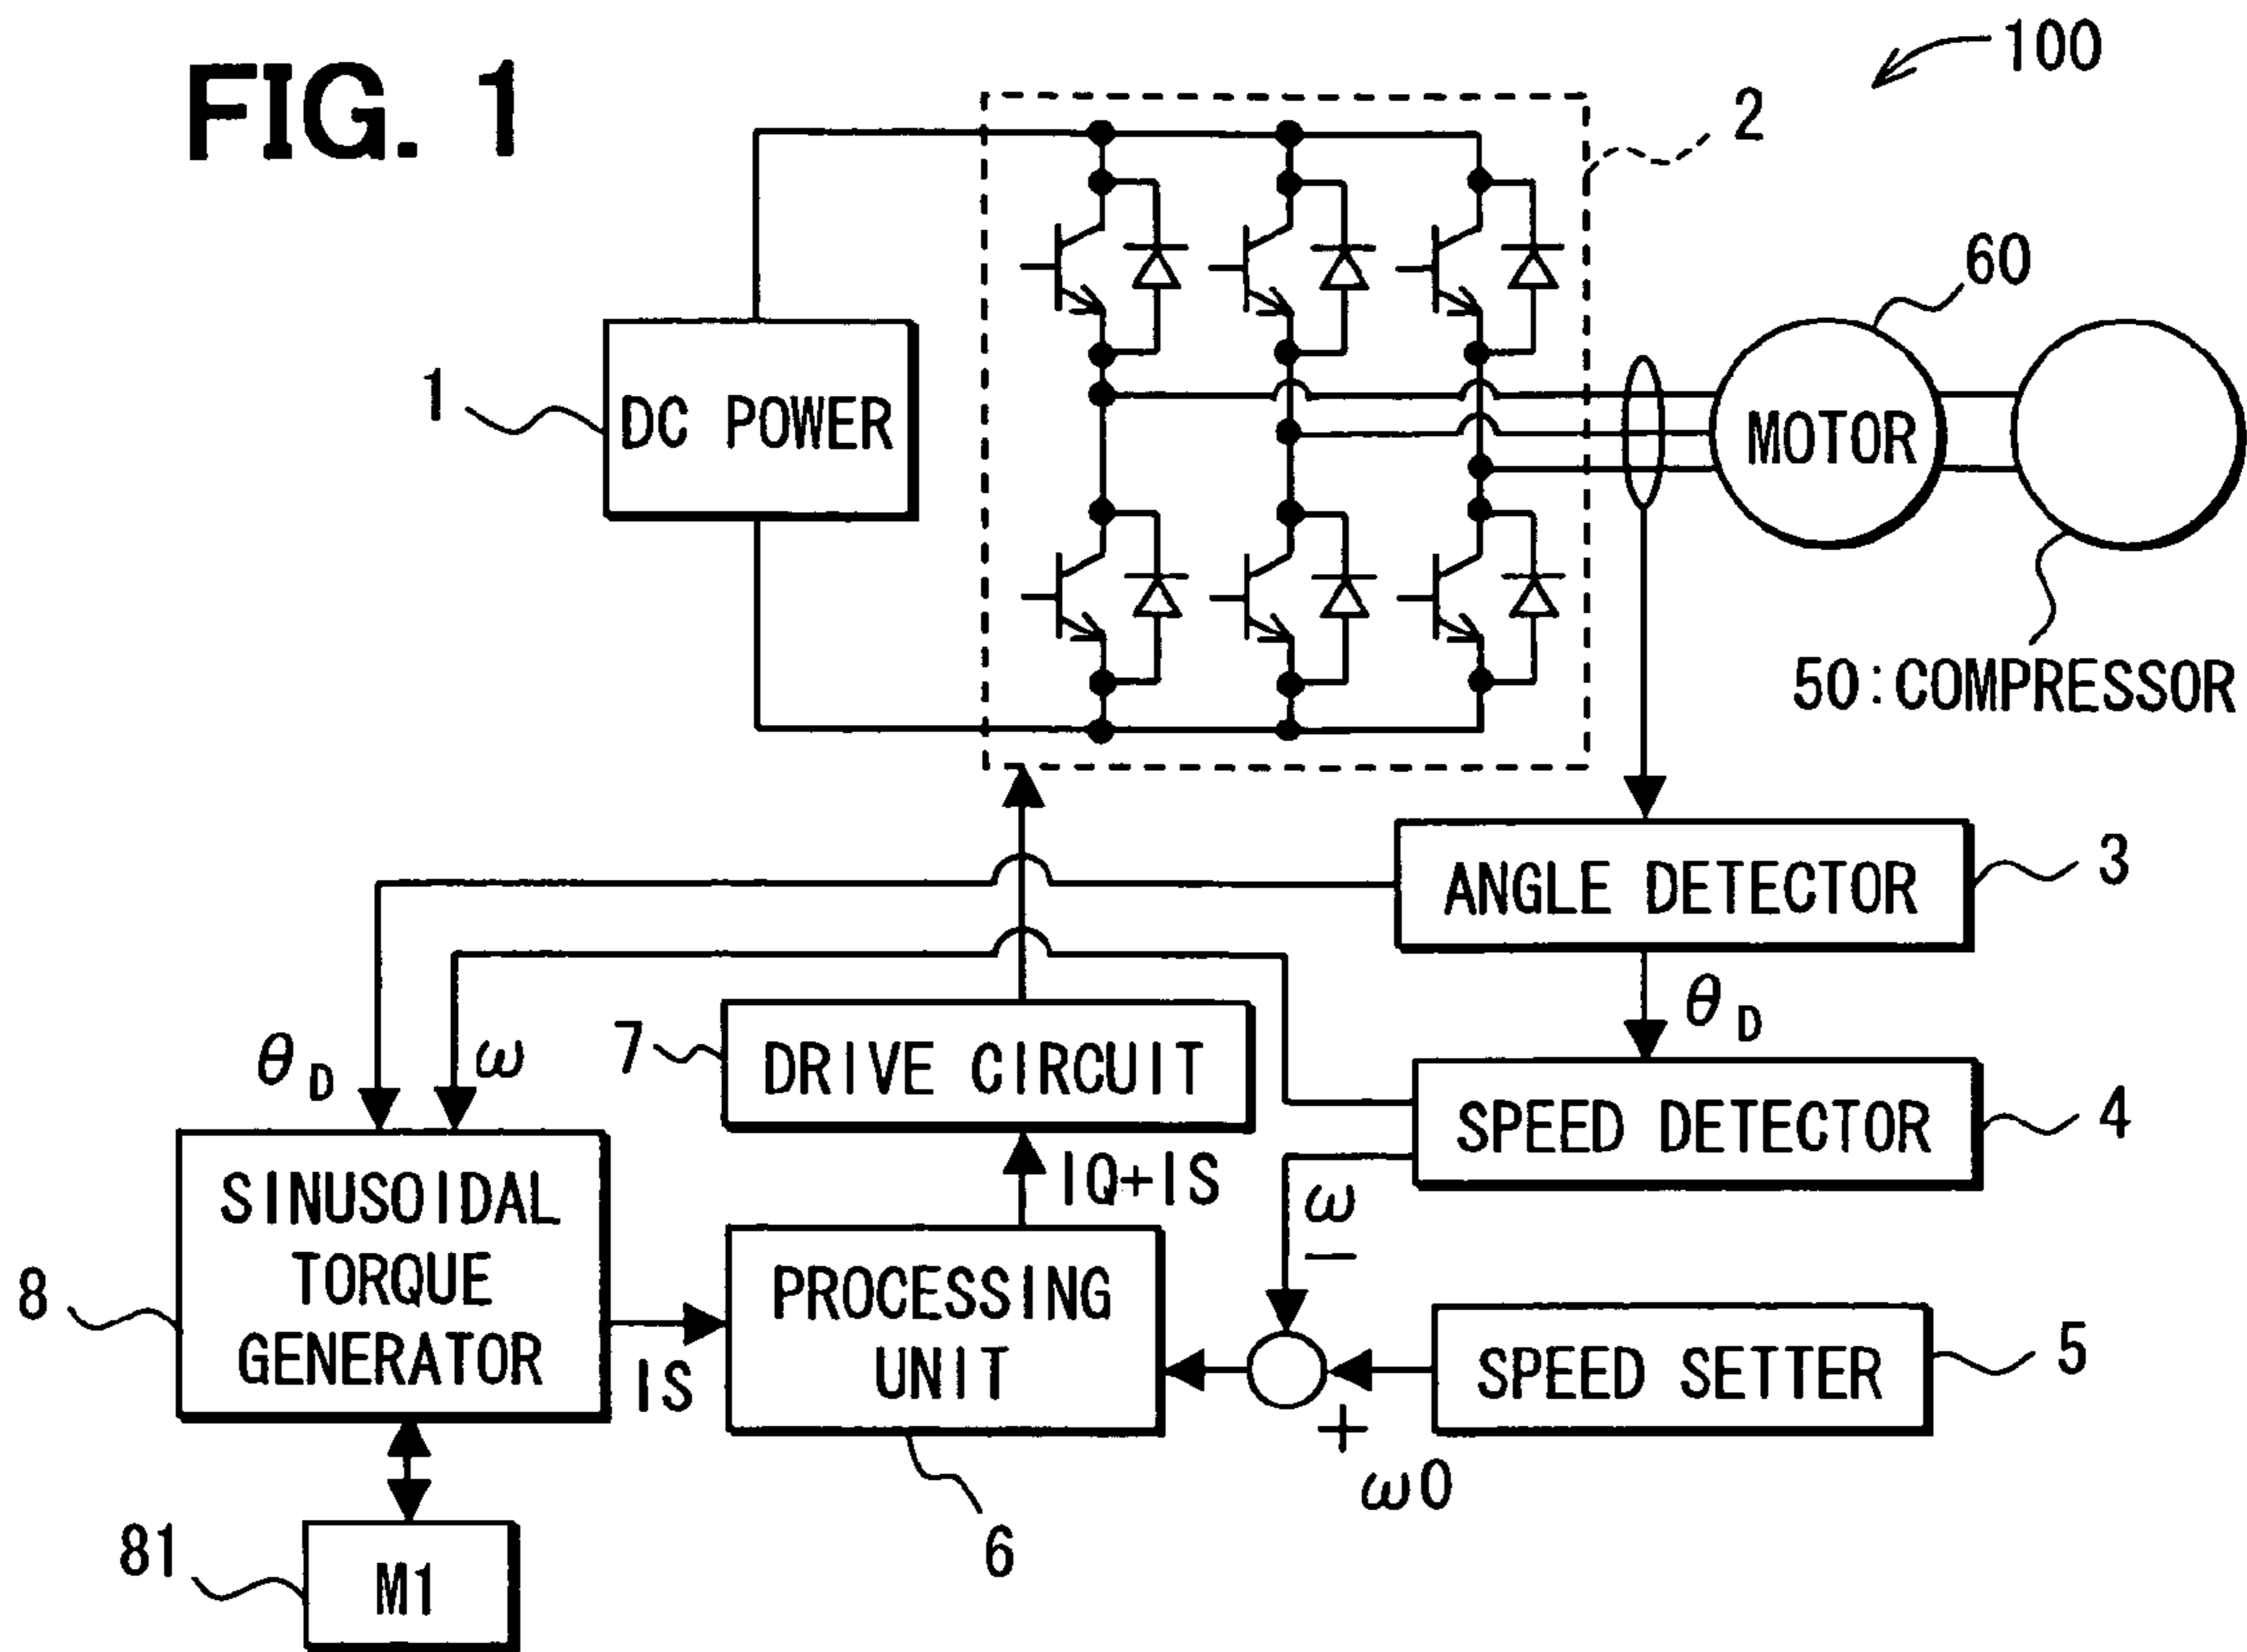 FIG. 1
100
2
60
1
DC POWER
MOTOR
50:COMPRESSOR
3
ANGLE DETECTOR
θD
θD
ω
7
DRIVE CIRCUIT
4
SPEED DETECTOR
IQ+IS
ω
−
SINUSOIDAL
TORQUE
GENERATOR
8
IS
PROCESSING
UNIT
SPEED SETTER
5
+
ω0
6
81
M1